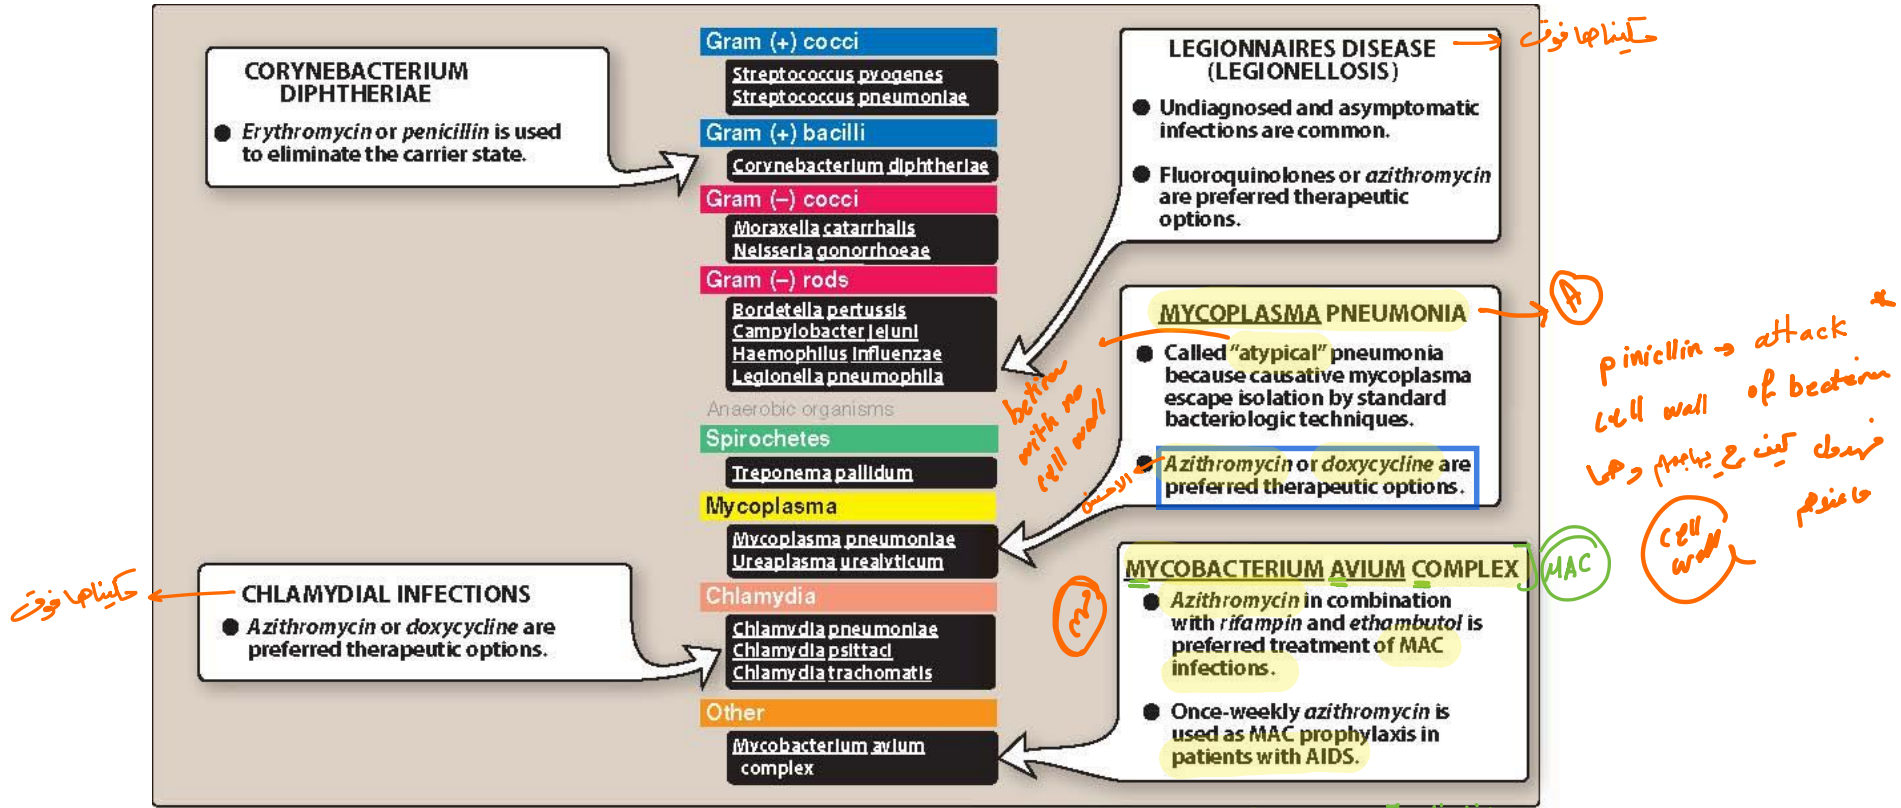 CORYNEBACTERIUM
DIPHTHERIAE
● Erythromycin or penicillin is used
to eliminate the carrier state.
Gram (+) cocci
Streptococcus pyogenes
Streptococcus pneumoniae
Gram (+) bacilli
Corynebacterium diphtheriae
Gram (–) cocci
Moraxella catarrhalis
Neisseria gonorrhoeae
Gram (–) rods
Bordetella pertussis
Campylobacter jejuni
Haemophilus influenzae
Legionella pneumophila
Anaerobic organisms
Spirochetes
Treponema pallidum
Mycoplasma
Mycoplasma pneumoniae
Ureaplasma urealyticum
Chlamydia
Chlamydia pneumoniae
Chlamydia psittaci
Chlamydia trachomatis
Other
Mycobacterium avium
complex
LEGIONNAIRES DISEASE
(LEGIONELLOSIS)
حكيناها فوق
● Undiagnosed and asymptomatic
infections are common.
● Fluoroquinolones or azithromycin
are preferred therapeutic
options.
MYCOPLASMA PNEUMONIA
A
● Called “atypical” pneumonia
because causative mycoplasma
escape isolation by standard
bacteriologic techniques.
with no
cell wall
● Azithromycin or doxycycline are
preferred therapeutic options.
* pinicllin → attack
cell wall of
كيف
cell
wall
MYCOBACTERIUM AVIUM COMPLEX
MAC
● Azithromycin in combination
with rifampin and ethambutol is
preferred treatment of MAC
infections.
● Once-weekly azithromycin is
used as MAC prophylaxis in
patients with AIDS.
CHLAMYDIAL INFECTIONS
حكيناها فوق
● Azithromycin or doxycycline are
preferred therapeutic options.